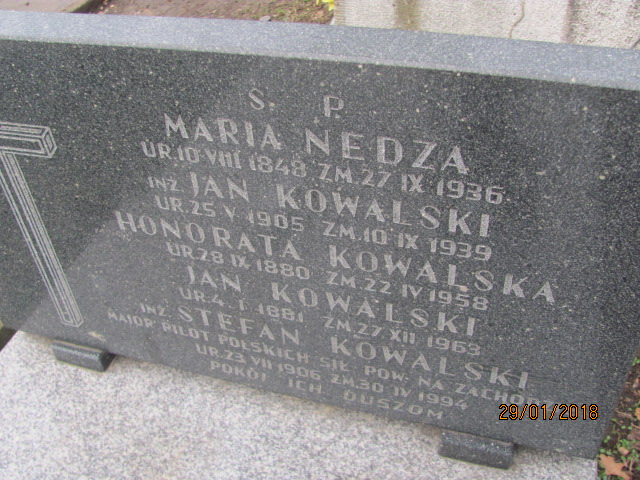 Ś. P.
MARIA NEDZA
UR.10.VIII 1848 ZM.27 IX 1936.
INŻ JAN KOWALSKI
UR.25 V 1905 ZM.10 IX 1939
HONORATA KOWALSKA
UR.28 IX 1880 ZM.22 IV 1958
JAN KOWALSKI
UR.4.I.1881 ZM.27 XII 1963
INŻ. STEFAN KOWALSKI
MAJOR PILOT POLSKICH SIŁ POW. NA
UR.23.VII 1906 ZM.30 IV 1994
POKÓJ ICH DUSZOM
29/01/2018